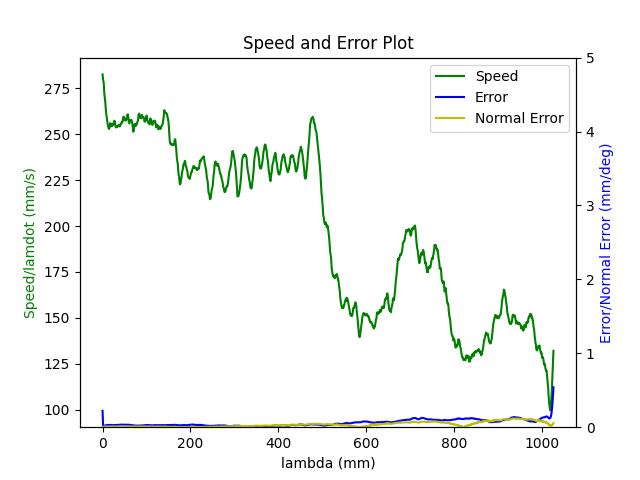 Speed and Error Plot
Speed
Error
Normal Error
275
250
225
200
175
150
125
100
Speed/lamdot (mm/s)
5
4
3
2
1
0
Error/Normal Error (mm/deg)
0
200
400
600
800
1000
lambda (mm)